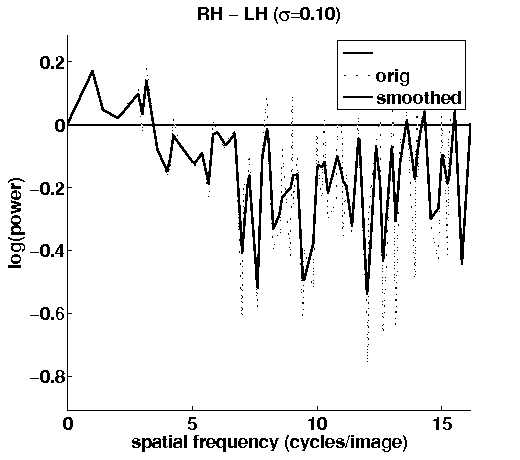 RH − LH (σ=0.10)
orig
smoothed
0.2
0
−0.2
−0.4
−0.6
−0.8
log(power)
0 5 10 15
spatial frequency (cycles/image)